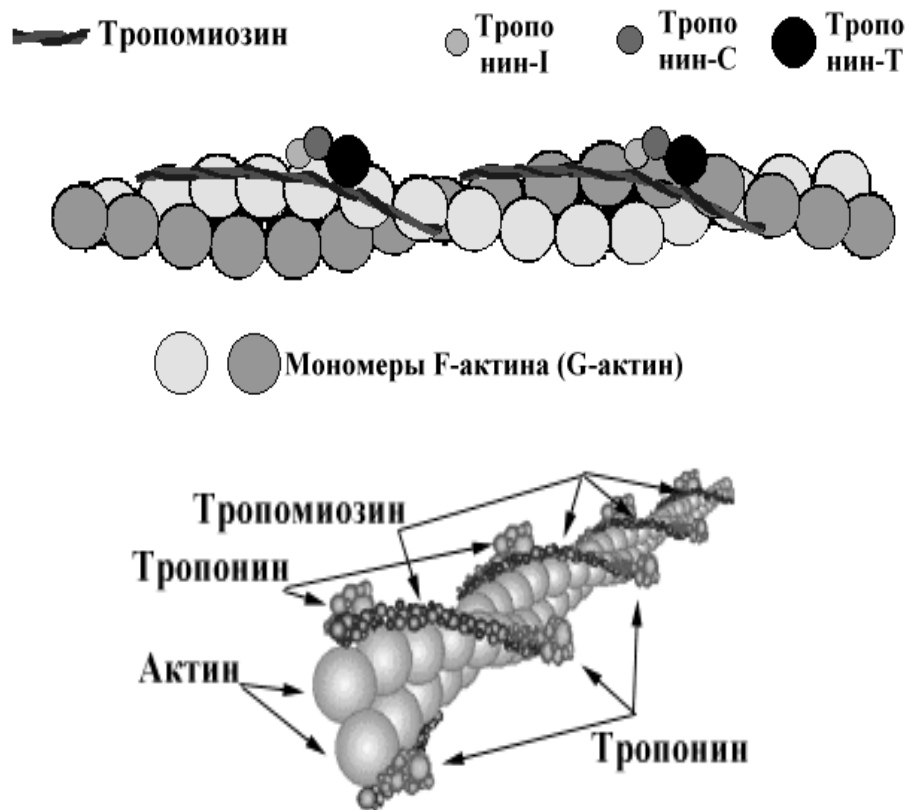 Тропомиозин
Тропо
нин-I
Тропо
нин-C
Тропо
нин-T
Мономеры F-актина (G-актин)
Тропомиозин
Тропонин
Актин
Тропонин